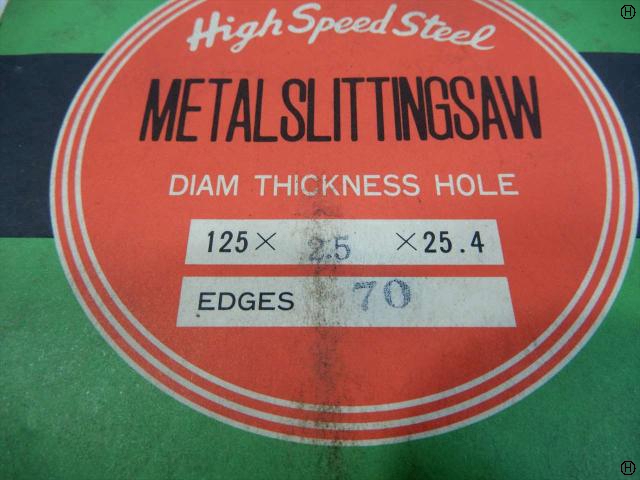 High Speed Steel
METALSLITTINGSAW
DIAM THICKNESS HOLE
125× 2.5 ×25.4
EDGES 70
H
H